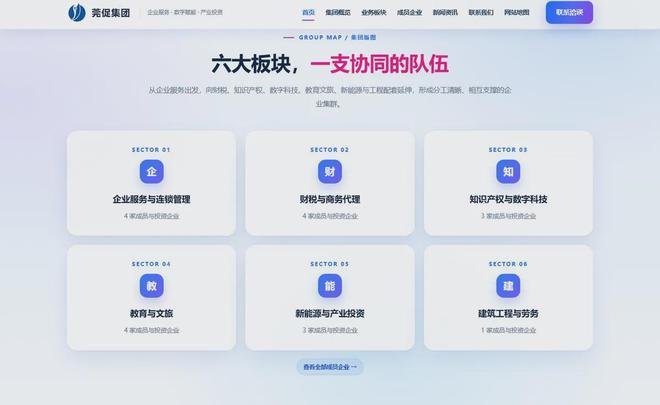 莞促集团
企业服务 · 数字赋能 · 产业投资
首页 集团概览 业务板块 成员企业 新闻资讯 联系我们 网站地图
联系洽谈
GROUP MAP / 集团版图
六大板块，一支协同的队伍
从企业服务出发，向财税、知识产权、数字科技、教育文旅、新能源与工程配套延伸，形成分工清晰、相互支撑的企
业集群。
SECTOR 01
企
企业服务与连锁管理
4 家成员与投资企业
SECTOR 02
财
财税与商务代理
4 家成员与投资企业
SECTOR 03
知
知识产权与数字科技
3 家成员与投资企业
SECTOR 04
教
教育与文旅
4 家成员与投资企业
SECTOR 05
能
新能源与产业投资
3 家成员与投资企业
SECTOR 06
建
建筑工程与劳务
1 家成员与投资企业
查看全部成员企业 →